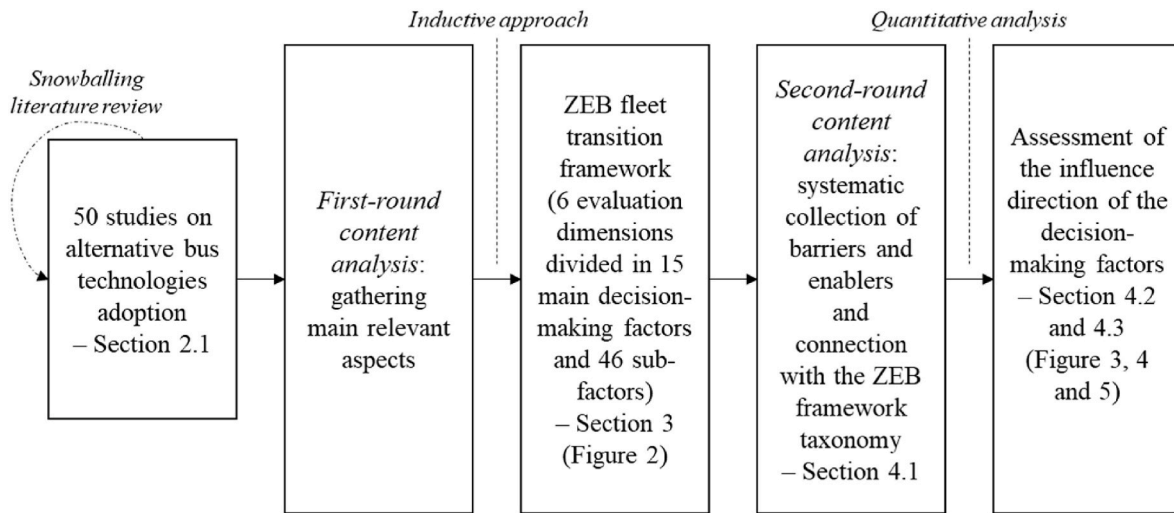 Inductive approach
Quantitative analysis
Snowballing
literature review
50 studies on
alternative bus
technologies
adoption
– Section 2.1
First-round
content
analysis:
gathering
main relevant
aspects
ZEB fleet
transition
framework
(6 evaluation
dimensions
divided in 15
main decision-
making factors
and 46 sub-
factors)
– Section 3
(Figure 2)
Second-round
content
analysis:
systematic
collection of
barriers and
enablers
and
connection
with the ZEB
framework
taxonomy
– Section 4.1
Assessment of
the influence
direction of the
decision-
making factors
– Section 4.2
and 4.3
(Figure 3, 4
and 5)